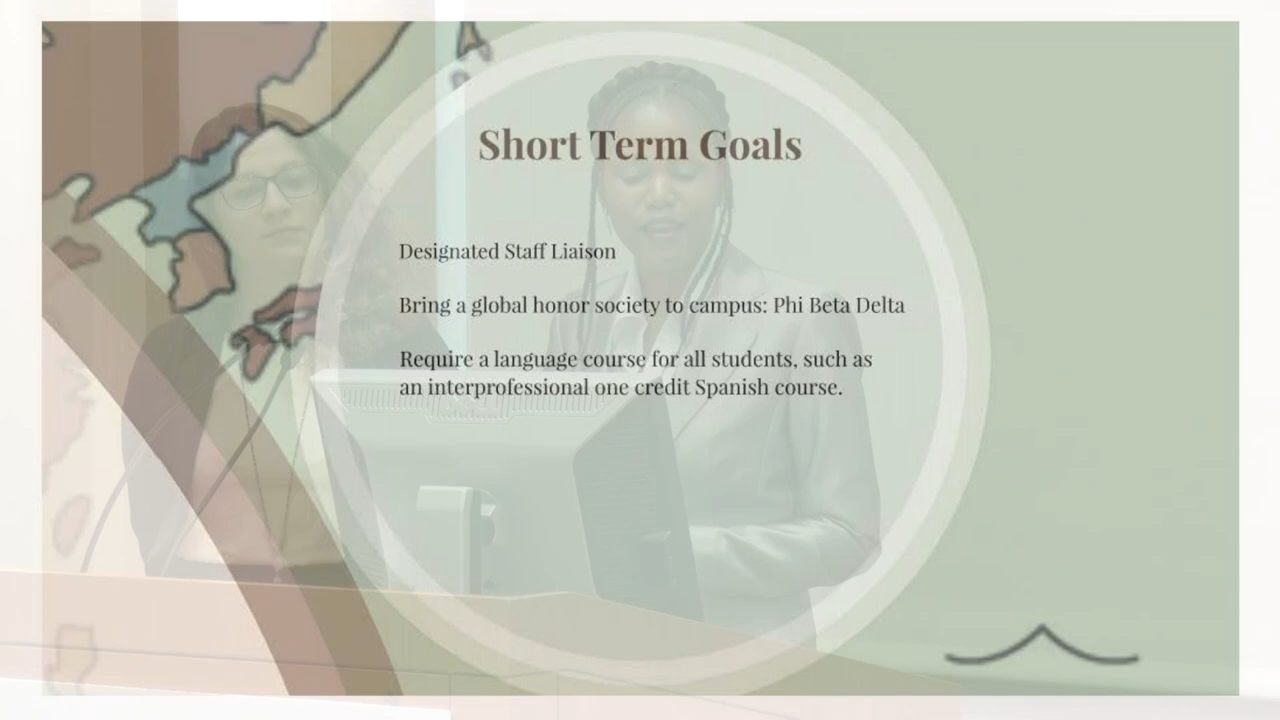 Short Term Goals
Designated Staff Liaison
Bring a global honor society to campus: Phi Beta Delta
Require a language course for all students, such as
an interprofessional one credit Spanish course.